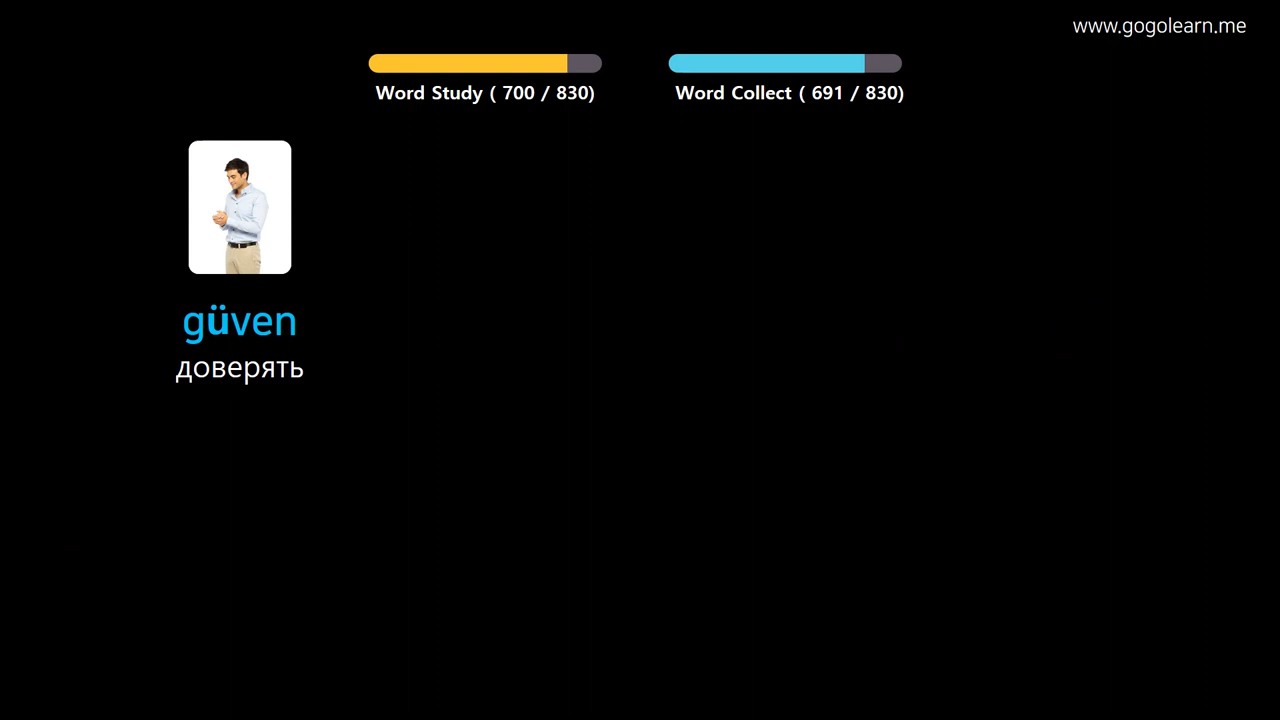 www.gogolearn.me
Word Study ( 700 / 830)
Word Collect ( 691 / 830)
güven
доверять